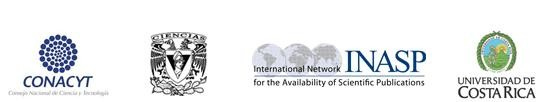 CONACYT
Consejo Nacional de Ciencia y Tecnología
CIENCIAS
International Network INASP
for the Availability of Scientific Publications
UNIVERSIDAD DE
COSTA RICA